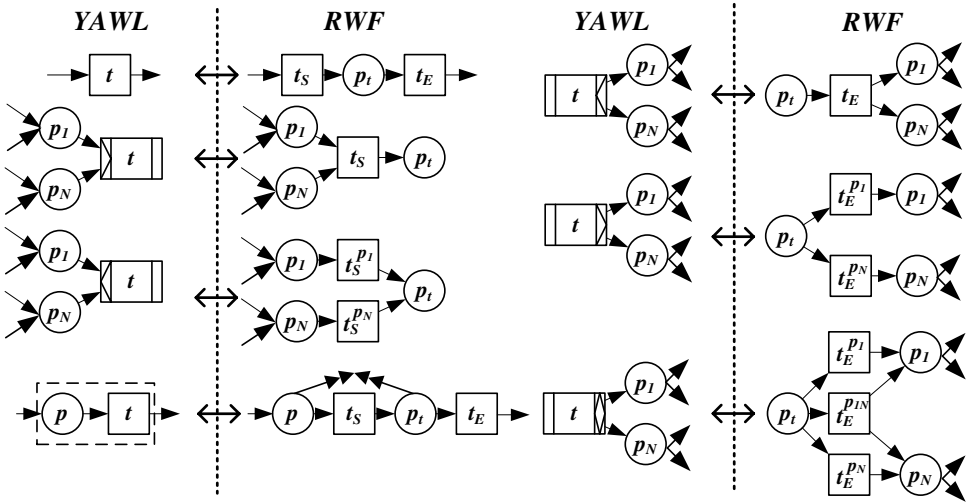 YAWL RWF YAWL RWF
t t_S p_t t_E
t p_1 p_N p_t t_E p_1 p_N
p_1 p_N t p_1 p_N t_S p_t
t p_1 p_N p_t t_E^{p_1} p_1 t_E^{p_N} p_N
p_1 p_N t p_1 t_S^{p_1} p_N t_S^{p_N} p_t
p t p t_S p_t t_E
t p_1 p_N p_t t_E^{p_1} p_1 t_E^{p_{1N}} t_E^{p_N} p_N